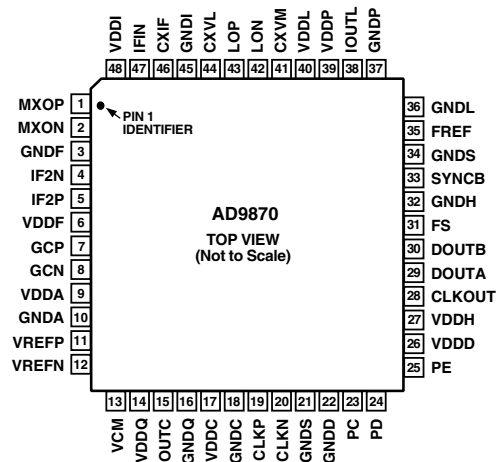 VDDI IFIN CXIF GNDI CXVL LOP LON CXVM VDDL VDDP IOUTL GNDP
48 47 46 45 44 43 42 41 40 39 38 37
MXOP 1
MXON 2
GNDF 3
IF2N 4
IF2P 5
VDDF 6
GCP 7
GCN 8
VDDA 9
GNDA 10
VREFP 11
VREFN 12
PIN 1
IDENTIFIER
AD9870
TOP VIEW
(Not to Scale)
36 GNDL
35 FREF
34 GNDS
33 SYNCB
32 GNDH
31 FS
30 DOUTB
29 DOUTA
28 CLKOUT
27 VDDH
26 VDDD
25 PE
13 14 15 16 17 18 19 20 21 22 23 24
VCM VDDQ OUTC GNDQ VDDC GNDC CLKP CLKN GNDS GNDD PC PD